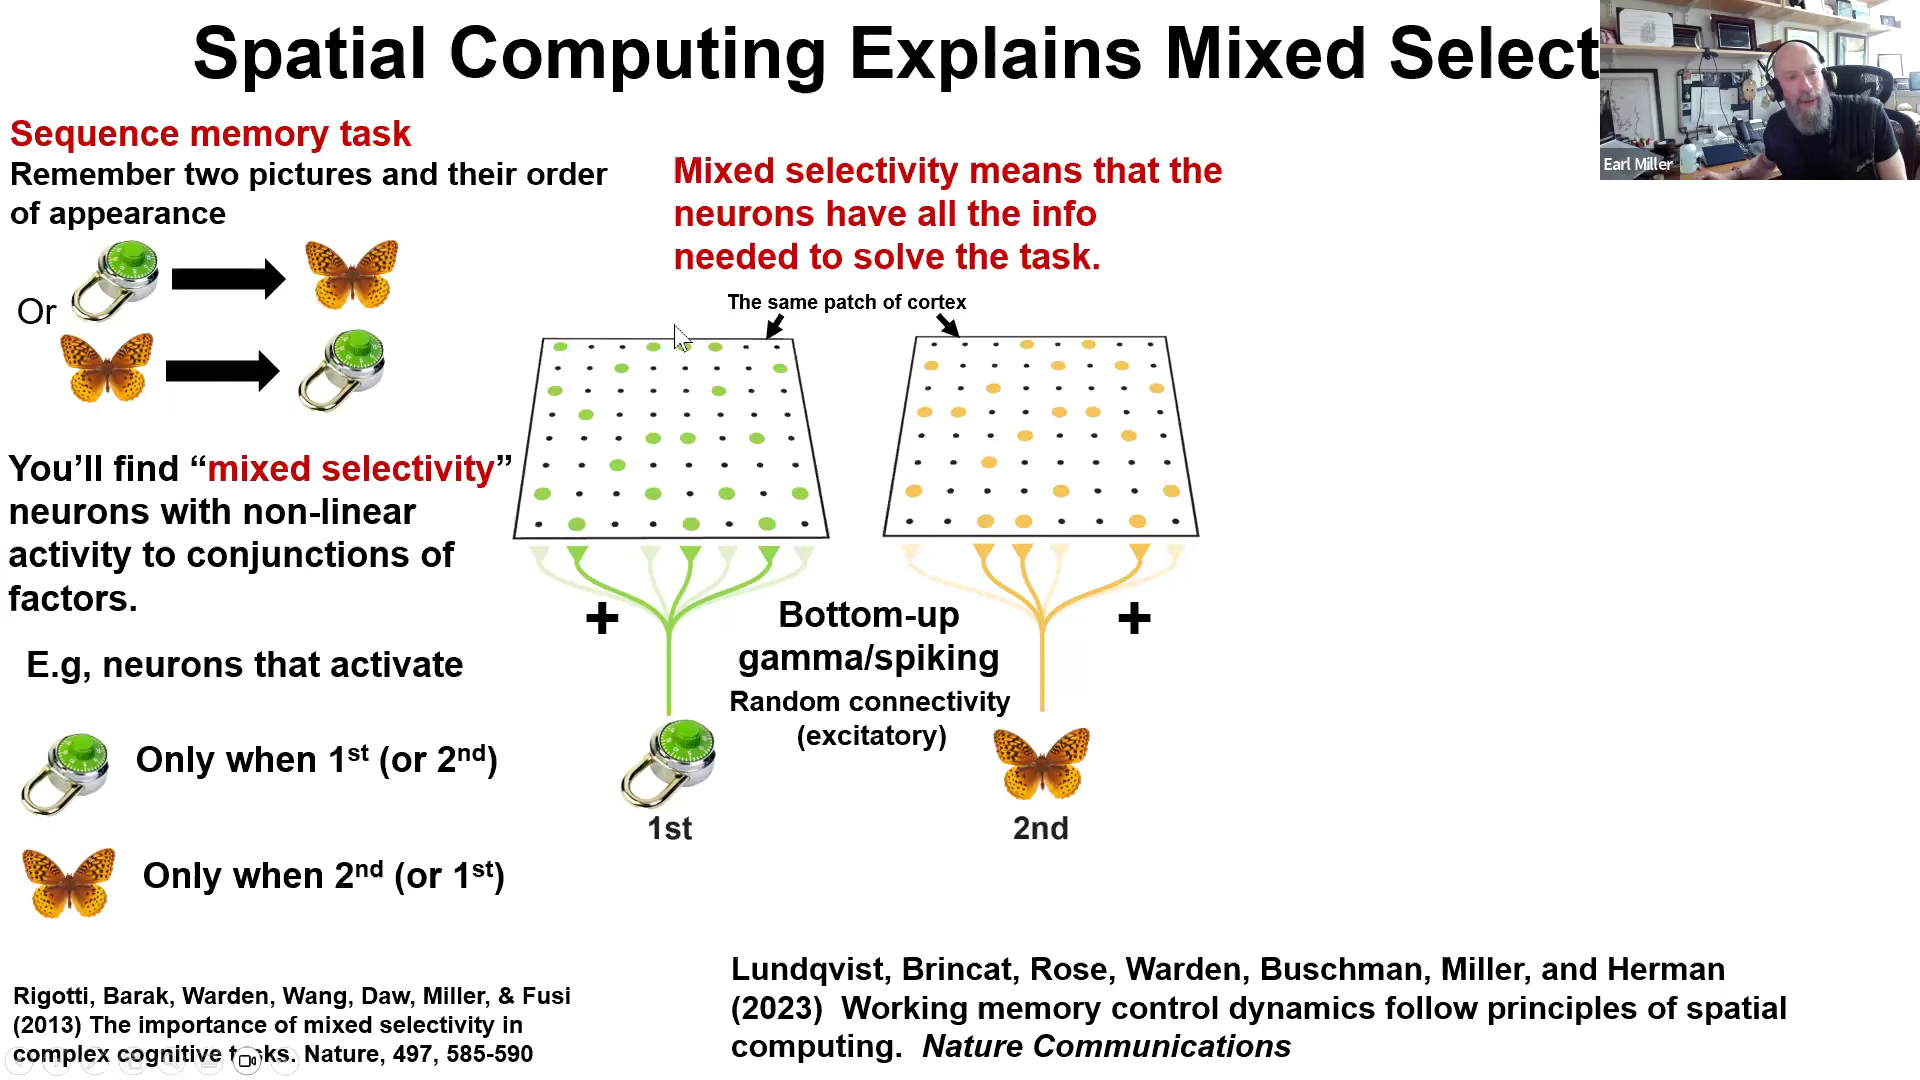 Spatial Computing Explains Mixed Select
Earl Miller
Sequence memory task
Remember two pictures and their order
of appearance
Or
You’ll find “mixed selectivity”
neurons with non-linear
activity to conjunctions of
factors.
E.g, neurons that activate
Only when 1st (or 2nd)
Only when 2nd (or 1st)
Rigotti, Barak, Warden, Wang, Daw, Miller, & Fusi
(2013) The importance of mixed selectivity in
complex cognitive tasks. Nature, 497, 585-590
Mixed selectivity means that the
neurons have all the info
needed to solve the task.
The same patch of cortex
+
+
Bottom-up
gamma/spiking
Random connectivity
(excitatory)
1st
2nd
Lundqvist, Brincat, Rose, Warden, Buschman, Miller, and Herman
(2023) Working memory control dynamics follow principles of spatial
computing. Nature Communications